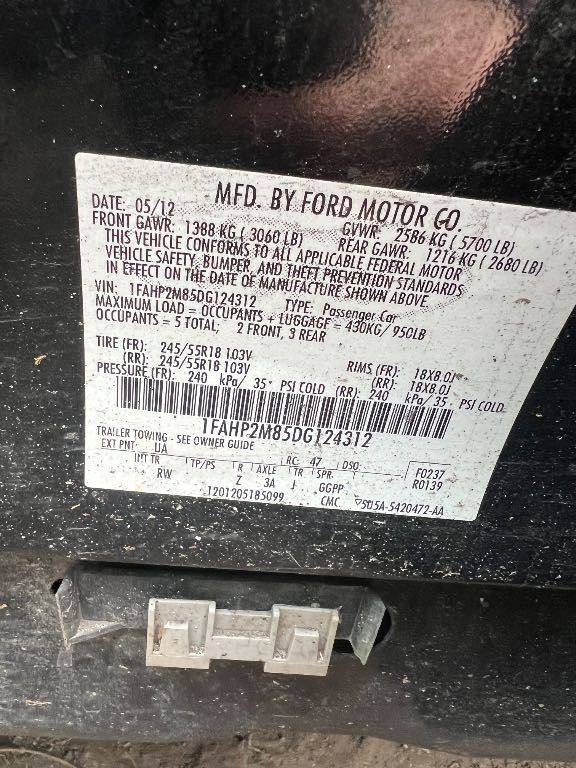 MFD. BY FORD MOTOR CO.
DATE: 05/12 GVWR: 2586 KG ( 5700 LB)
FRONT GAWR: 1388 KG ( 3060 LB) REAR GAWR: 1216 KG ( 2680 LB)
THIS VEHICLE CONFORMS TO ALL APPLICABLE FEDERAL MOTOR
VEHICLE SAFETY, BUMPER, AND THEFT PREVENTION STANDARDS
IN EFFECT ON THE DATE OF MANUFACTURE SHOWN ABOVE.
VIN: 1FAHP2M85DG124312 TYPE: Passenger Car
MAXIMUM LOAD = OCCUPANTS + LUGGAGE = 430KG/ 950LB
OCCUPANTS = 5 TOTAL, 2 FRONT, 3 REAR
TIRE (FR): 245/55R18 103V RIMS (FR): 18X8.0J
(RR): 245/55R18 103V (RR): 18X8.0J
PRESSURE (FR): 240 kPa/ 35 PSI COLD (RR): 240 kPa/ 35 PSI COLD
1FAHP2M85DG124312
TRAILER TOWING - SEE OWNER GUIDE
EXT PNT: UA RC: 47 DSO: F0237
INT TR TP/PS R AXLE TR SPR R0139
RW Z 3A J GGPP
1201205185099 CMC 5U5A-5420472-AA